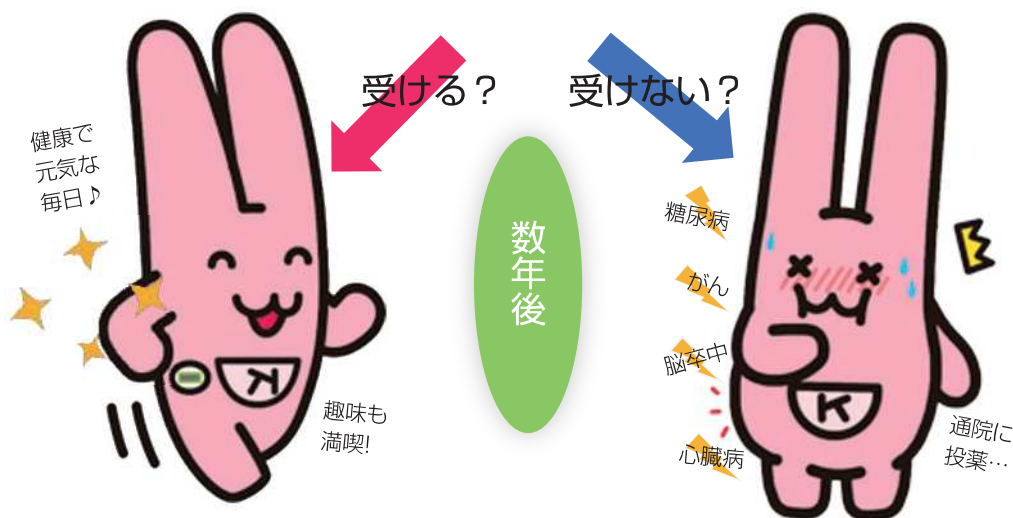 受ける？
受けない？
健康で
元気な
毎日♪
数年後
糖尿病
がん
脳卒中
心臓病
K
趣味も
満喫!
K
通院に
投薬…